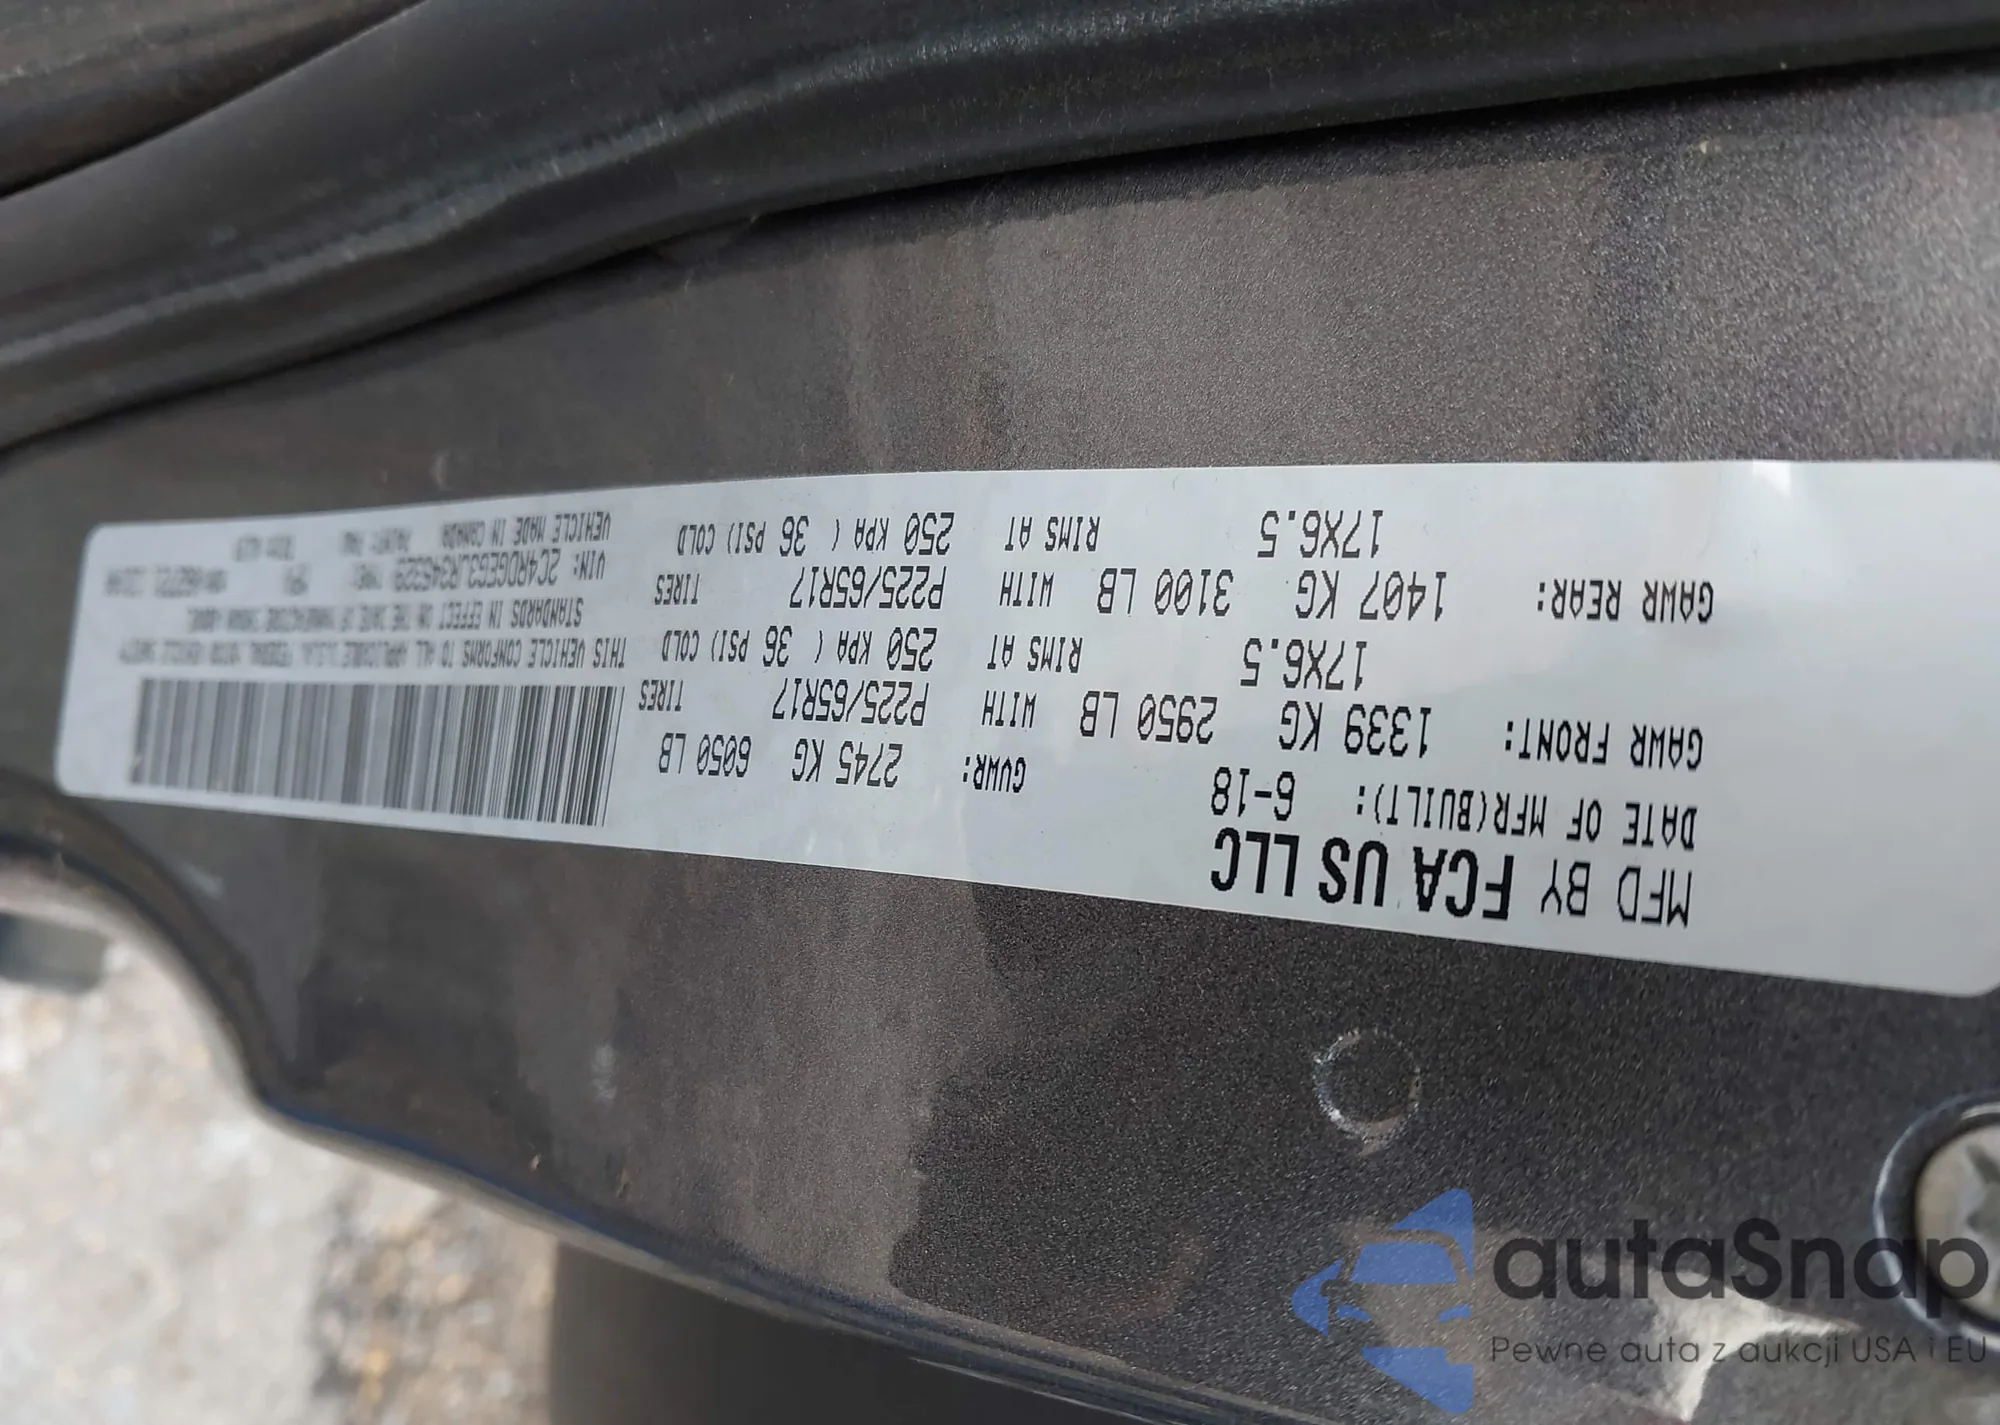 MFD BY FCA US LLC
DATE OF MFR(BUILT): 6-18
GVWR: 2745 KG 6050 LB
GAWR FRONT: 1339 KG 2950 LB WITH P225/65R17 TIRES
17X6.5 RIMS AT 250 KPA ( 36 PSI) COLD
GAWR REAR: 1407 KG 3100 LB WITH P225/65R17 TIRES
17X6.5 RIMS AT 250 KPA ( 36 PSI) COLD
THIS VEHICLE CONFORMS TO ALL APPLICABLE U.S.A. FEDERAL MOTOR VEHICLE SAFETY
STANDARDS IN EFFECT ON THE DATE OF MANUFACTURE SHOWN ABOVE.
VIN: 2C4RDGEG3JR345329
VEHICLE MADE IN CANADA
autaSnap
Pewne auta z aukcji USA i EU